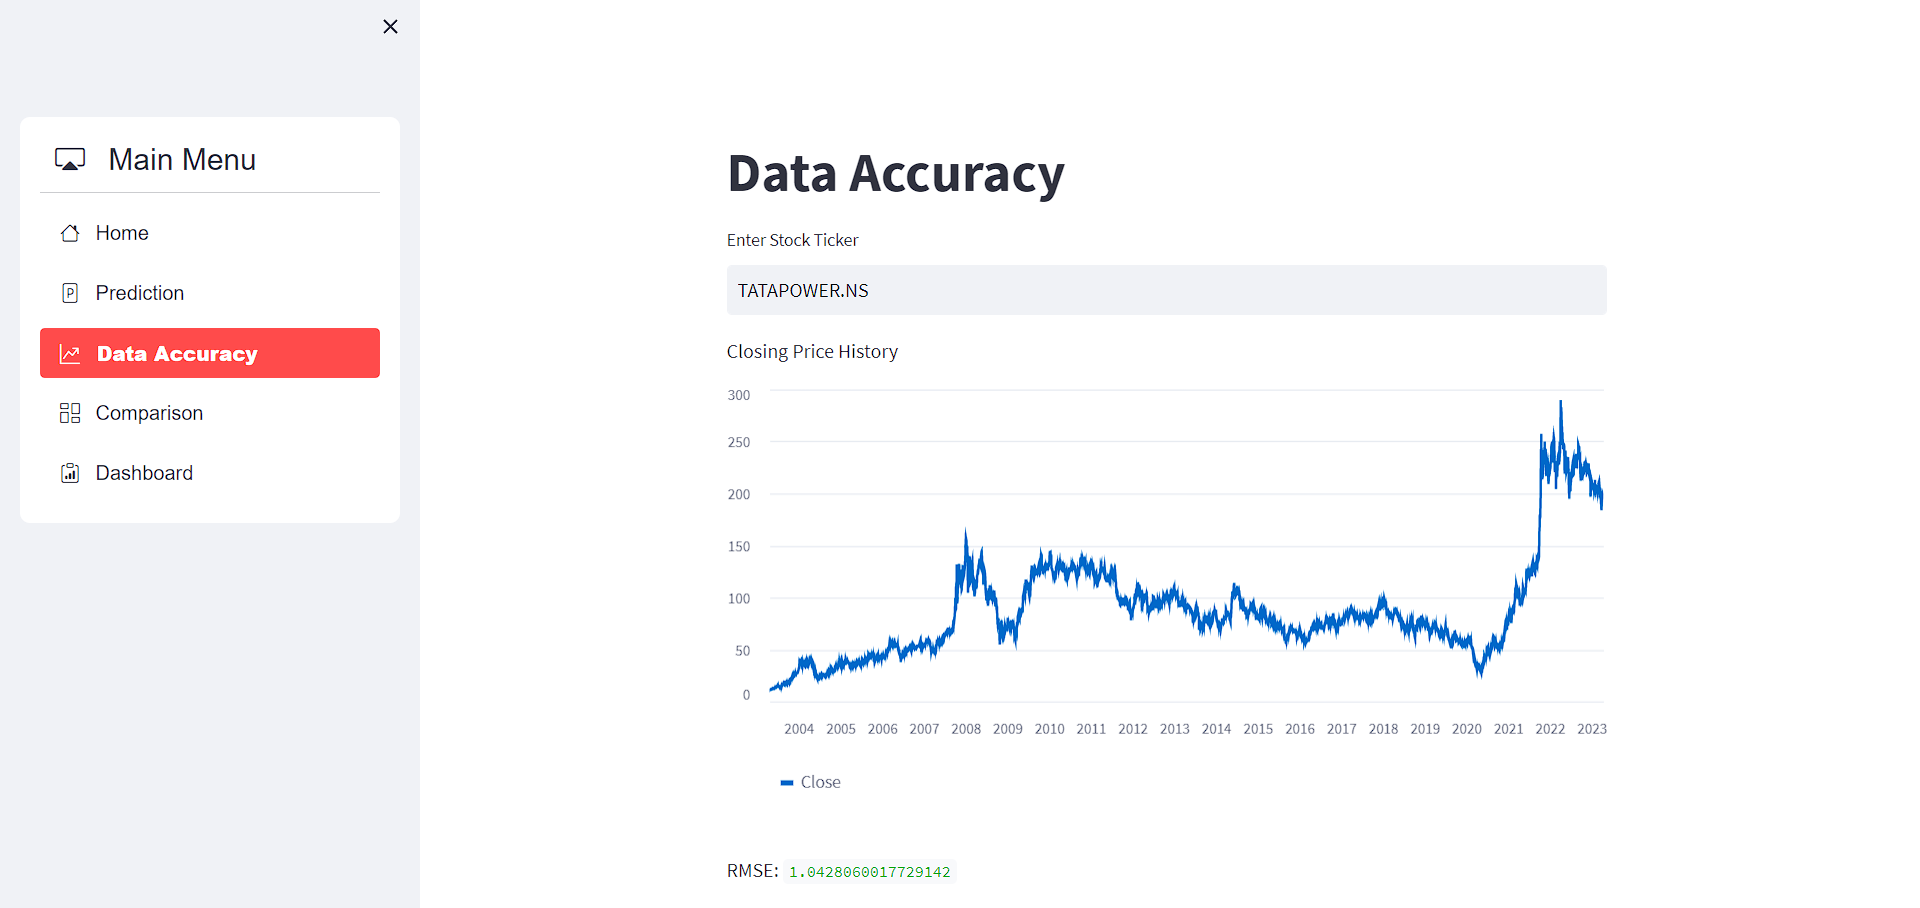 Main Menu
Home
Prediction
Data Accuracy
Comparison
Dashboard
Data Accuracy
Enter Stock Ticker
TATAPOWER.NS
Closing Price History
300
250
200
150
100
50
0
2004 2005 2006 2007 2008 2009 2010 2011 2012 2013 2014 2015 2016 2017 2018 2019 2020 2021 2022 2023
Close
RMSE: 1.0428060017729142